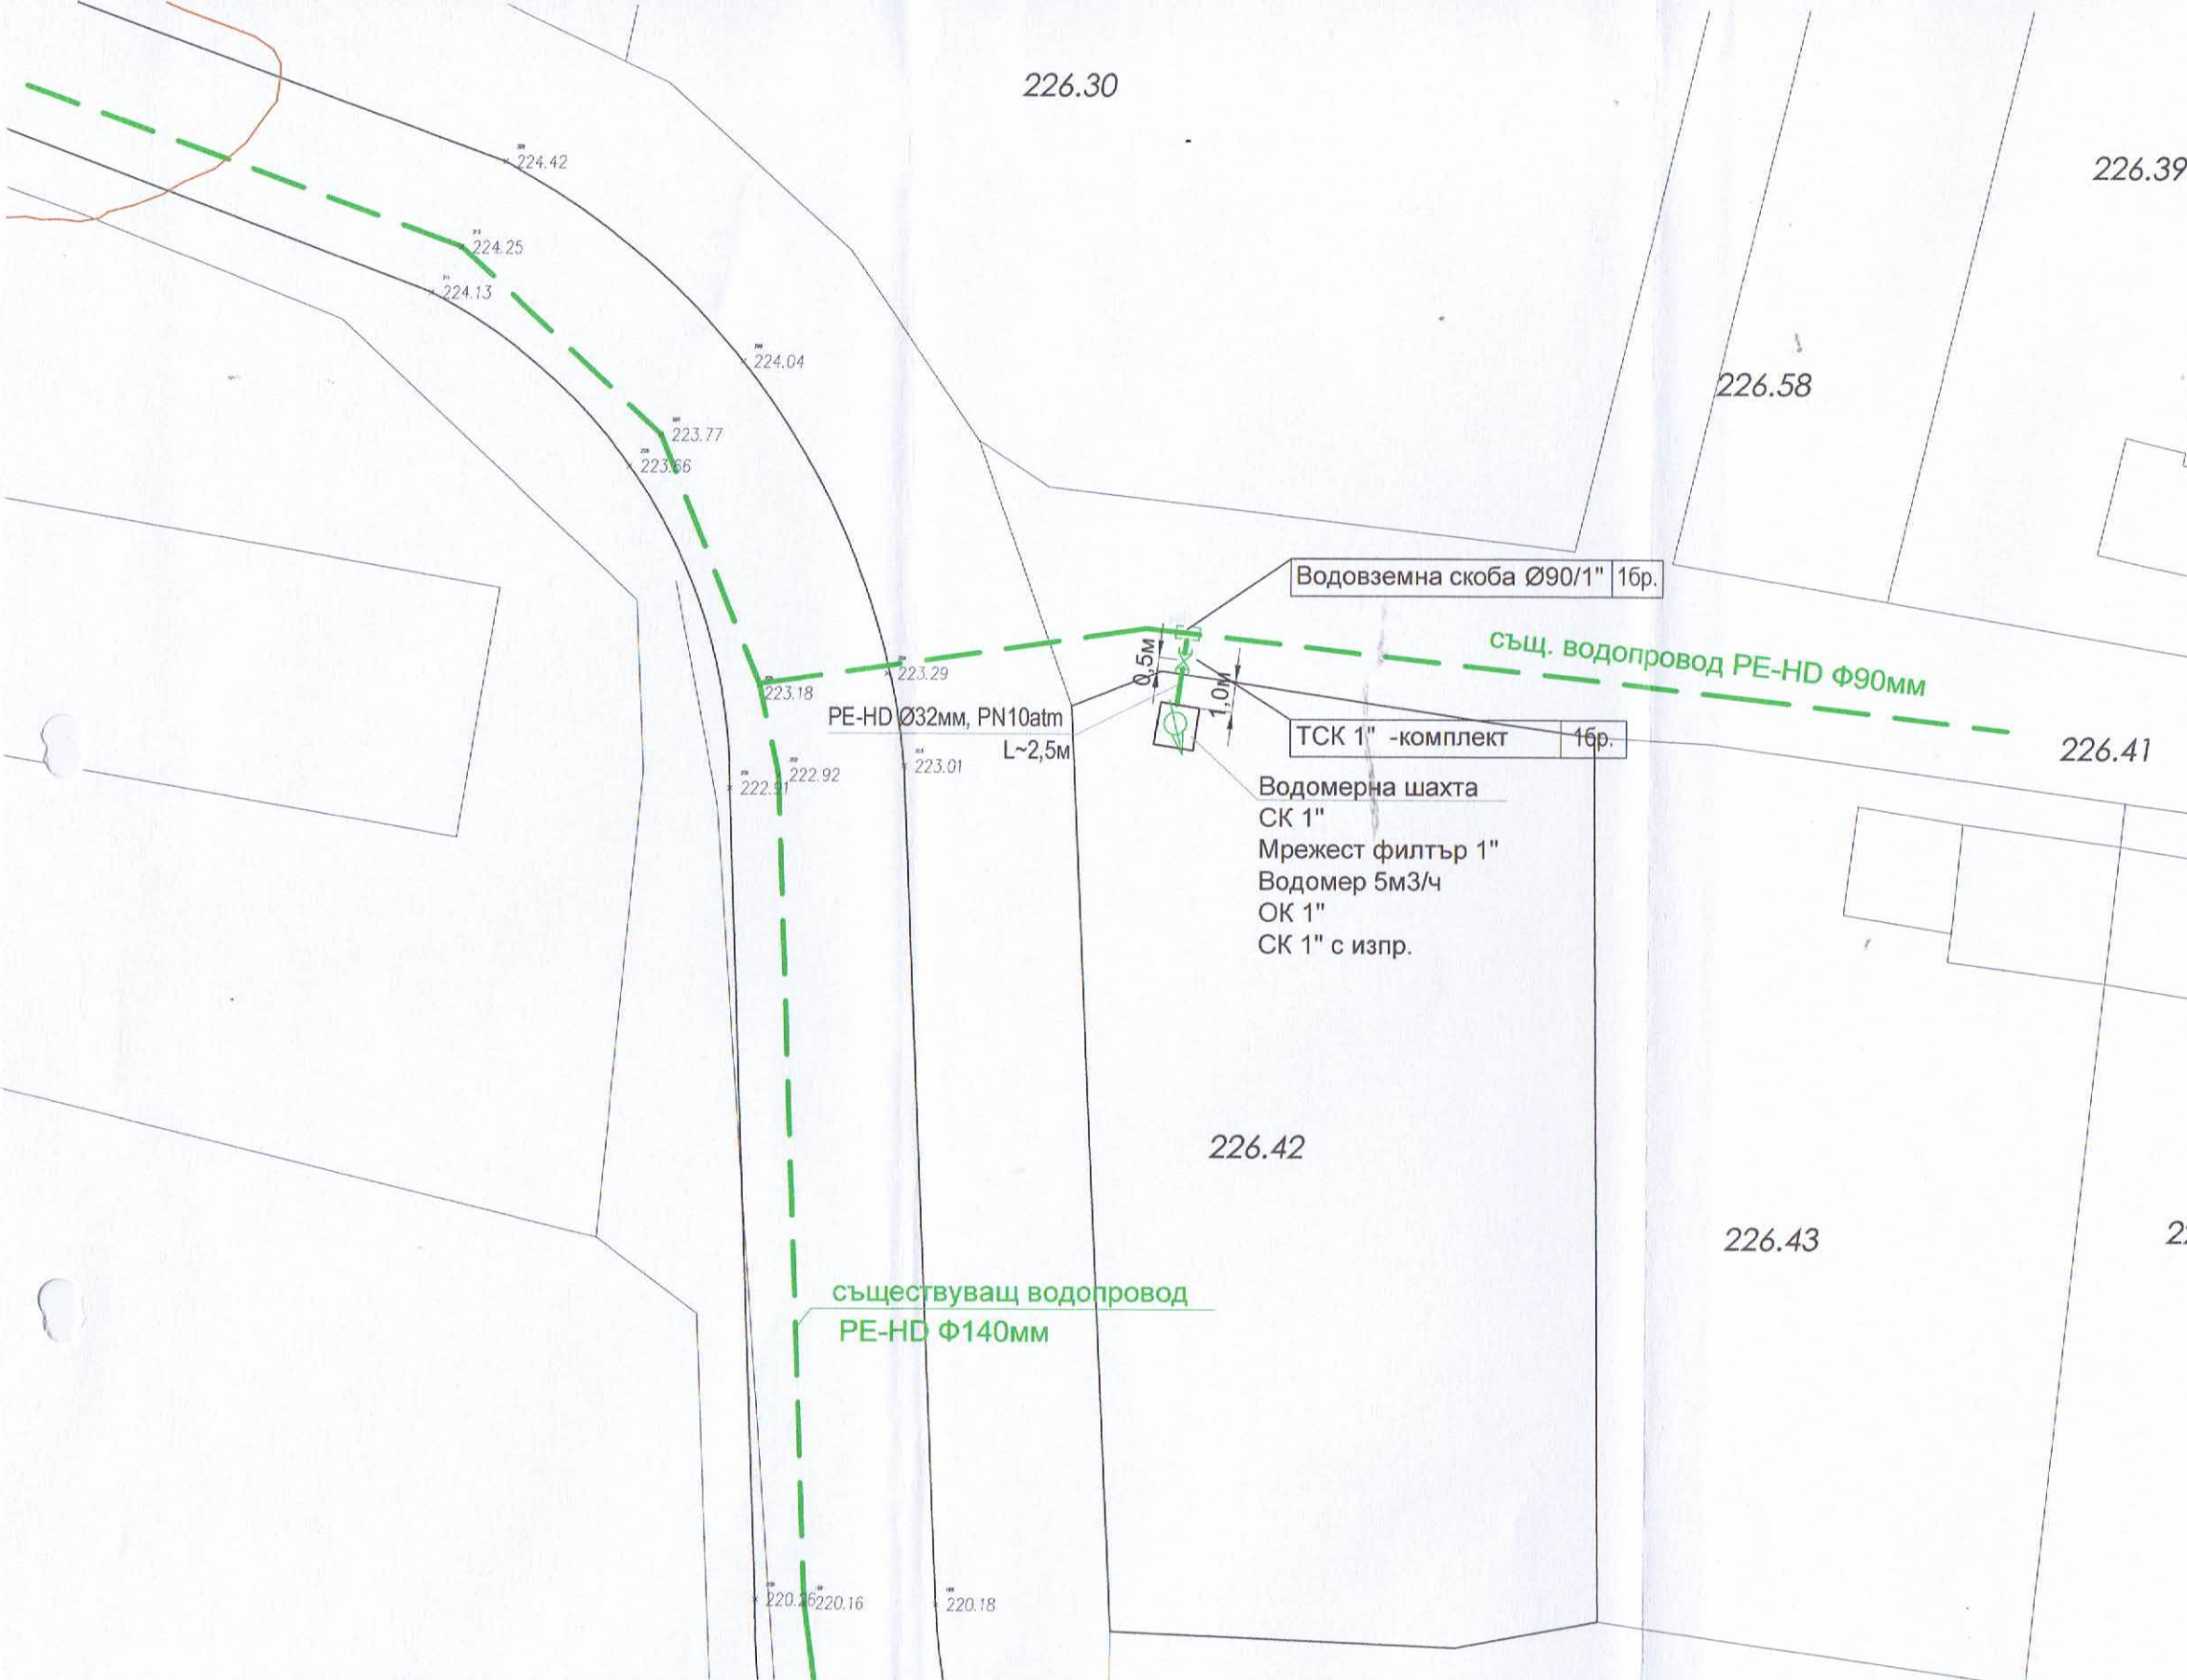 226.30
224.42
226.39
224.25
224.13
224.04
226.58
223.77
223.66
Водовземна скоба Ø90/1" 1бр.
същ. водопровод PE-HD Ф90мм
0,5м
1,0м
223.29
223.18
PE-HD Ø32мм, PN10atm
L~2,5м
ТСК 1" -комплект 1бр.
226.41
223.01
222.92
222.91
Водомерна шахта
СК 1"
Мрежест филтър 1"
Водомер 5м3/ч
ОК 1"
СК 1" с изпр.
226.42
226.43
съществуващ водопровод
PE-HD Ф140мм
220.26
220.16
220.18